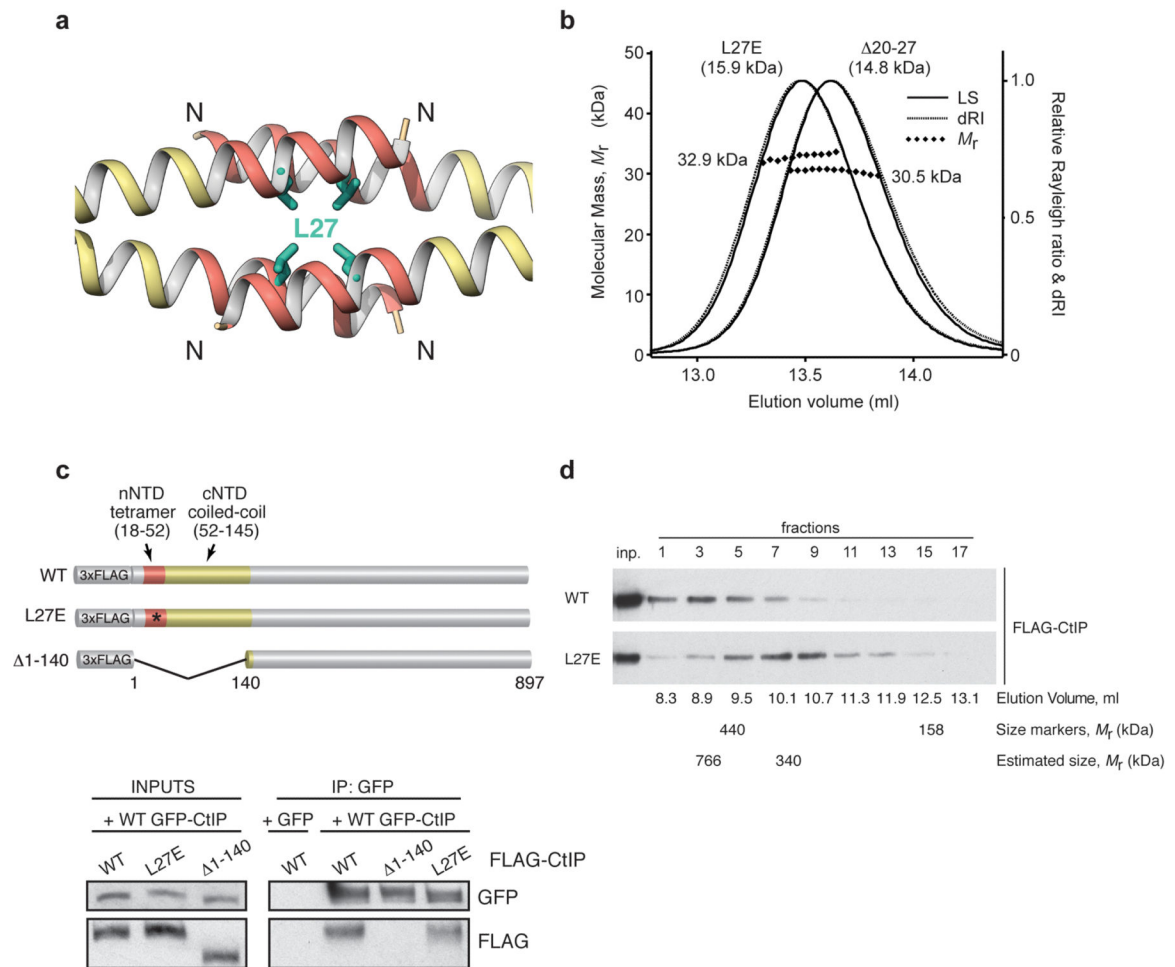 a
N
N
L27
N
N
b
L27E
(15.9 kDa)
Δ20-27
(14.8 kDa)
50
40
30
20
10
0
Molecular Mass, Mr (kDa)
1.0
0.5
0
Relative Rayleigh ratio & dRI
LS
dRI
Mr
32.9 kDa
30.5 kDa
13.0
13.5
14.0
Elution volume (ml)
c
nNTD
tetramer
(18-52)
cNTD
coiled-coil
(52-145)
WT
3xFLAG
L27E
3xFLAG
*
Δ1-140
3xFLAG
1
140
897
INPUTS
IP: GFP
+ WT GFP-CtIP
+ GFP
+ WT GFP-CtIP
WT
L27E
Δ1-140
WT
WT
Δ1-140
L27E
FLAG-CtIP
GFP
FLAG
d
fractions
inp. 1 3 5 7 9 11 13 15 17
WT
L27E
FLAG-CtIP
8.3 8.9 9.5 10.1 10.7 11.3 11.9 12.5 13.1 Elution Volume, ml
440 158 Size markers, Mr (kDa)
766 340 Estimated size, Mr (kDa)